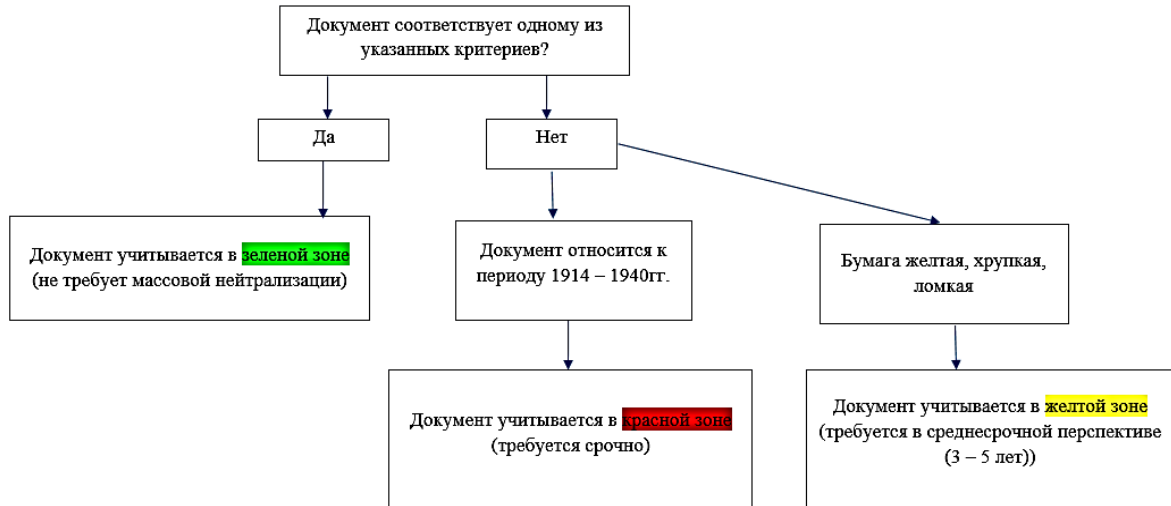 Документ соответствует одному из
указанных критериев?
Да
Нет
Документ учитывается в зеленой зоне
(не требует массовой нейтрализации)
Документ относится к
периоду 1914 – 1940гг.
Бумага желтая, хрупкая,
ломкая
Документ учитывается в красной зоне
(требуется срочно)
Документ учитывается в желтой зоне
(требуется в среднесрочной перспективе
(3 – 5 лет))